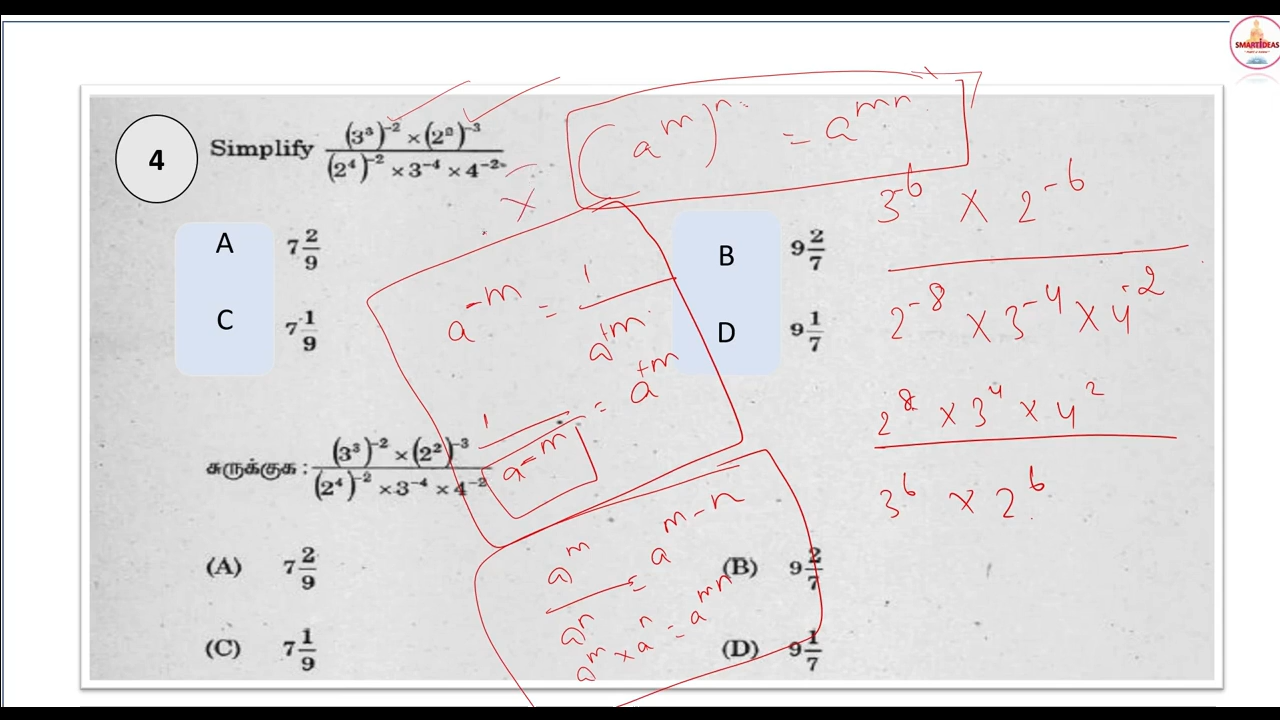 SMARTIDEAS
4
Simplify (3³)⁻² × (2²)⁻³ / (2⁴)⁻² × 3⁻⁴ × 4⁻²
(aᵐ)ⁿ = aᵐⁿ
A 7 2/9
B 9 2/7
C 7 1/9
D 9 1/7
a⁻ᵐ = 1/a⁺ᵐ
1/a⁻ᵐ = a⁺ᵐ
3⁻⁶ × 2⁻⁶
2⁻⁸ × 3⁻⁴ × 4⁻²
2⁸ × 3⁴ × 4²
3⁶ × 2⁶
சுருக்குக : (3³)⁻² × (2²)⁻³ / (2⁴)⁻² × 3⁻⁴ × 4⁻²
aᵐ/aⁿ = aᵐ⁻ⁿ
aᵐ × aⁿ = aᵐⁿ
(A) 7 2/9
(B) 9 2/7
(C) 7 1/9
(D) 9 1/7